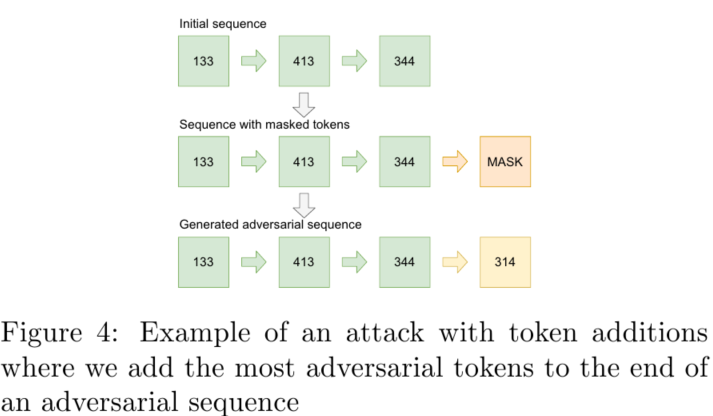 Initial sequence
133 413 344
Sequence with masked tokens
133 413 344 MASK
Generated adversarial sequence
133 413 344 314
Figure 4: Example of an attack with token additions
where we add the most adversarial tokens to the end of
an adversarial sequence